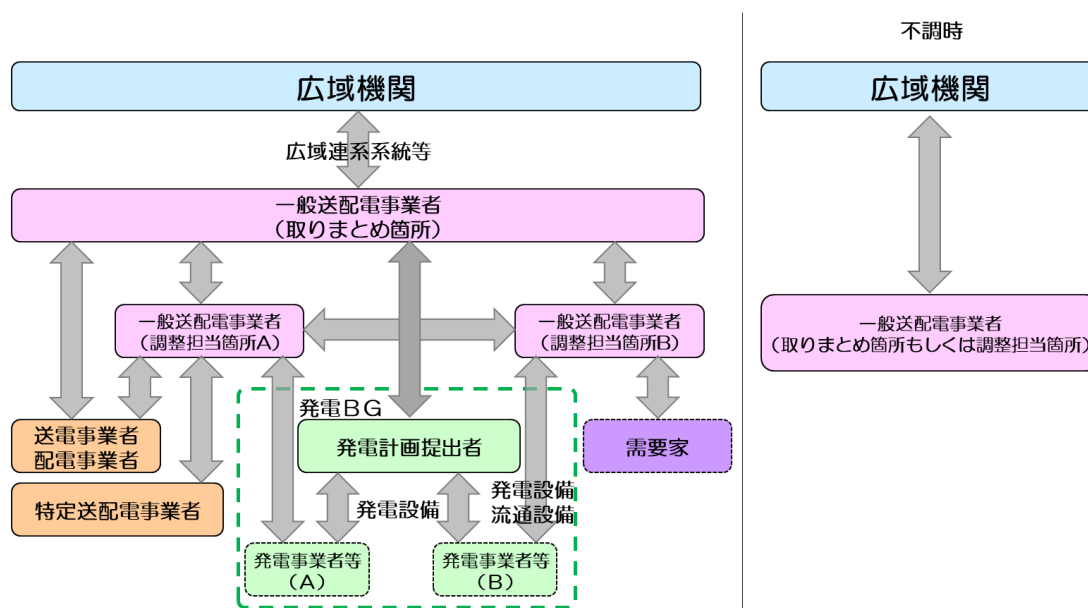 不調時
広域機関
広域機関
広域連系系統等
一般送配電事業者
（取りまとめ箇所）
一般送配電事業者
（調整担当箇所A）
一般送配電事業者
（調整担当箇所B）
一般送配電事業者
（取りまとめ箇所もしくは調整担当箇所）
発電ＢＧ
送電事業者
配電事業者
発電計画提出者
需要家
特定送配電事業者
発電設備
発電設備
流通設備
発電事業者等
（A）
発電事業者等
（B）